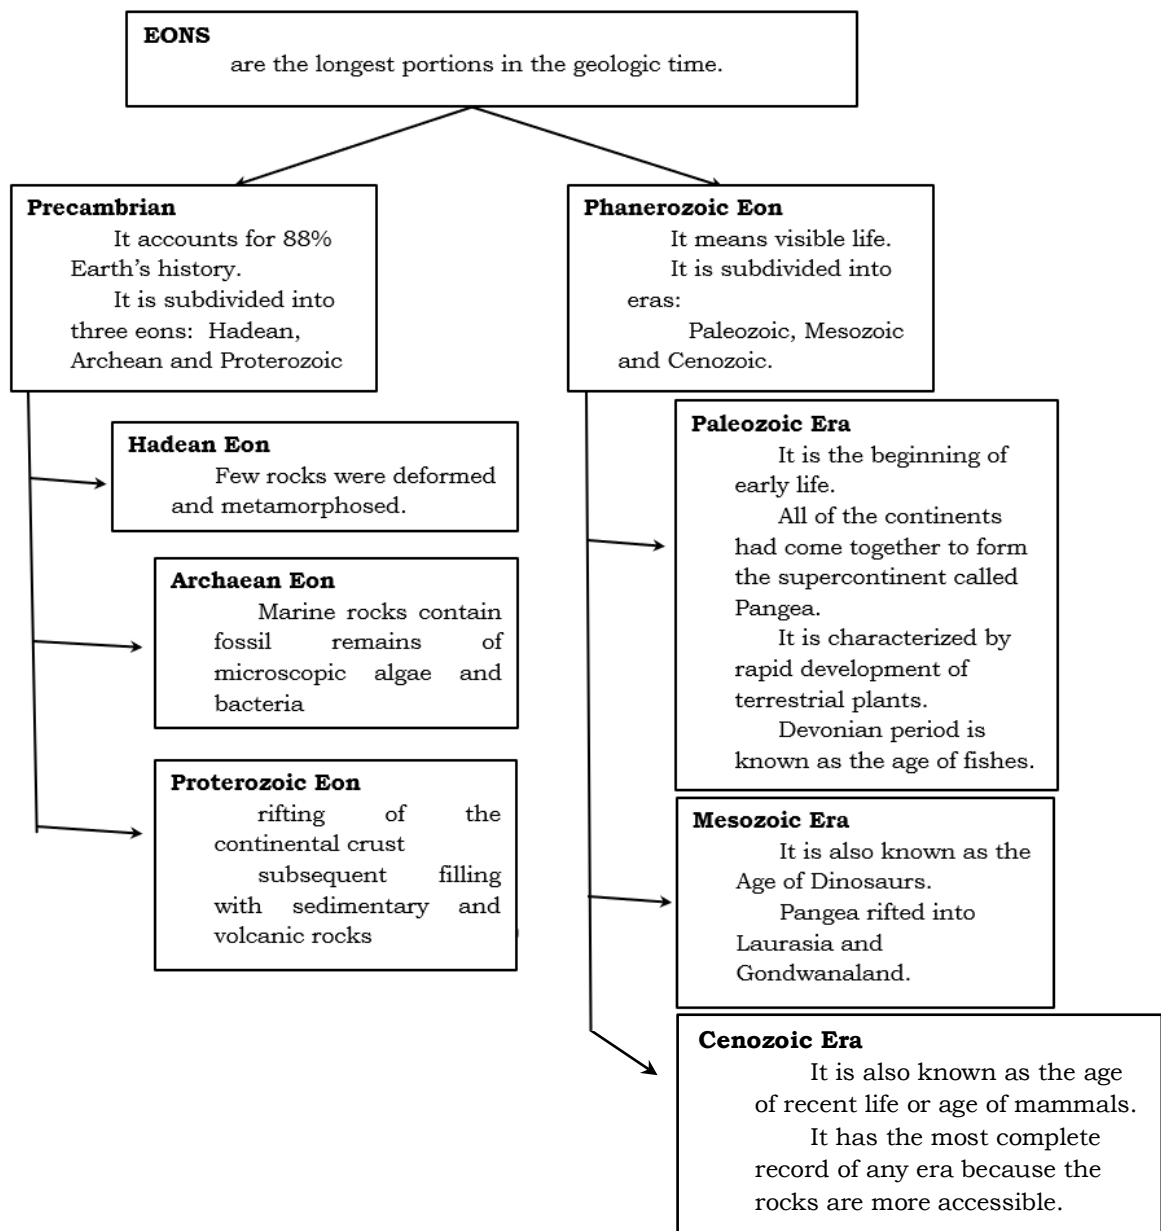 EONS
are the longest portions in the geologic time.
Precambrian
It accounts for 88%
Earth’s history.
It is subdivided into
three eons: Hadean,
Archean and Proterozoic
Hadean Eon
Few rocks were deformed
and metamorphosed.
Archaean Eon
Marine rocks contain
fossil remains of
microscopic algae and
bacteria
Proterozoic Eon
rifting of the
continental crust
subsequent filling
with sedimentary and
volcanic rocks
Phanerozoic Eon
It means visible life.
It is subdivided into
eras:
Paleozoic, Mesozoic
and Cenozoic.
Paleozoic Era
It is the beginning of
early life.
All of the continents
had come together to form
the supercontinent called
Pangea.
It is characterized by
rapid development of
terrestrial plants.
Devonian period is
known as the age of fishes.
Mesozoic Era
It is also known as the
Age of Dinosaurs.
Pangea rifted into
Laurasia and
Gondwanaland.
Cenozoic Era
It is also known as the age
of recent life or age of mammals.
It has the most complete
record of any era because the
rocks are more accessible.